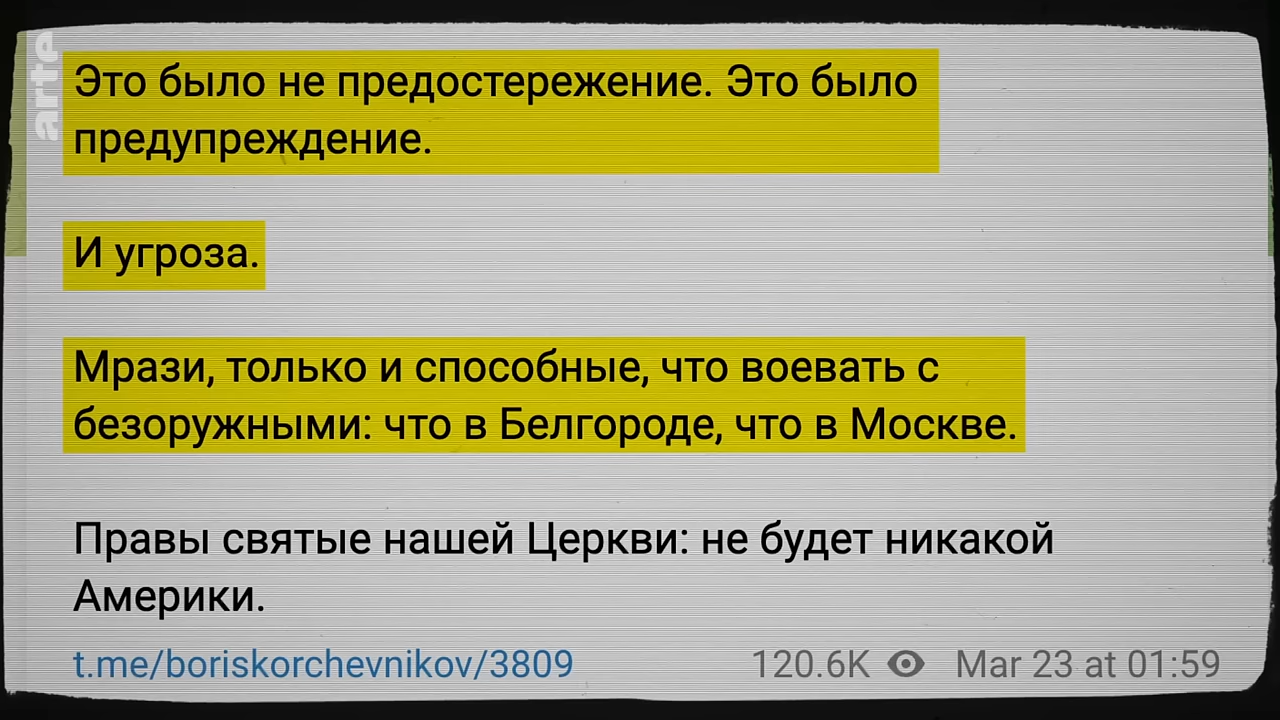 arte
Это было не предостережение. Это было
предупреждение.
И угроза.
Мрази, только и способные, что воевать с
безоружными: что в Белгороде, что в Москве.
Правы святые нашей Церкви: не будет никакой
Америки.
t.me/boriskorchevnikov/3809 120.6K Mar 23 at 01:59